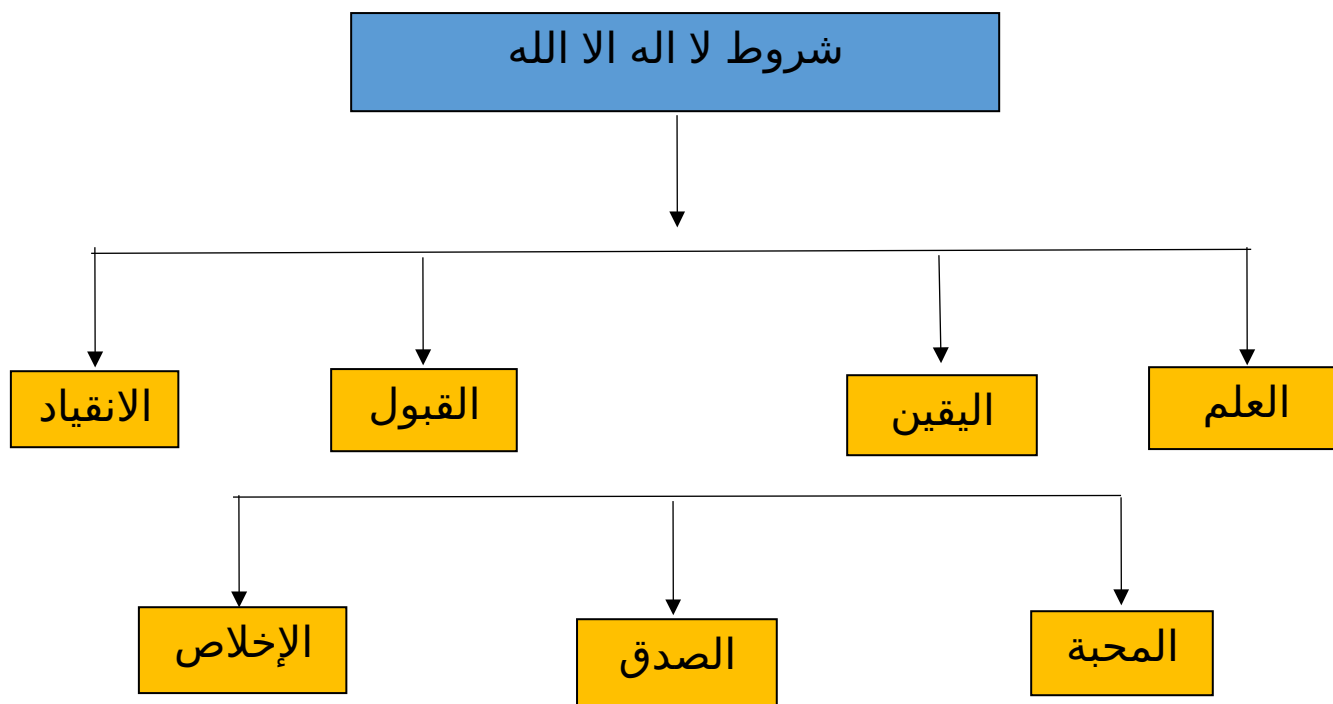 شروط لا اله الا الله
العلم
اليقين
القبول
الانقياد
المحبة
الصدق
الإخلاص